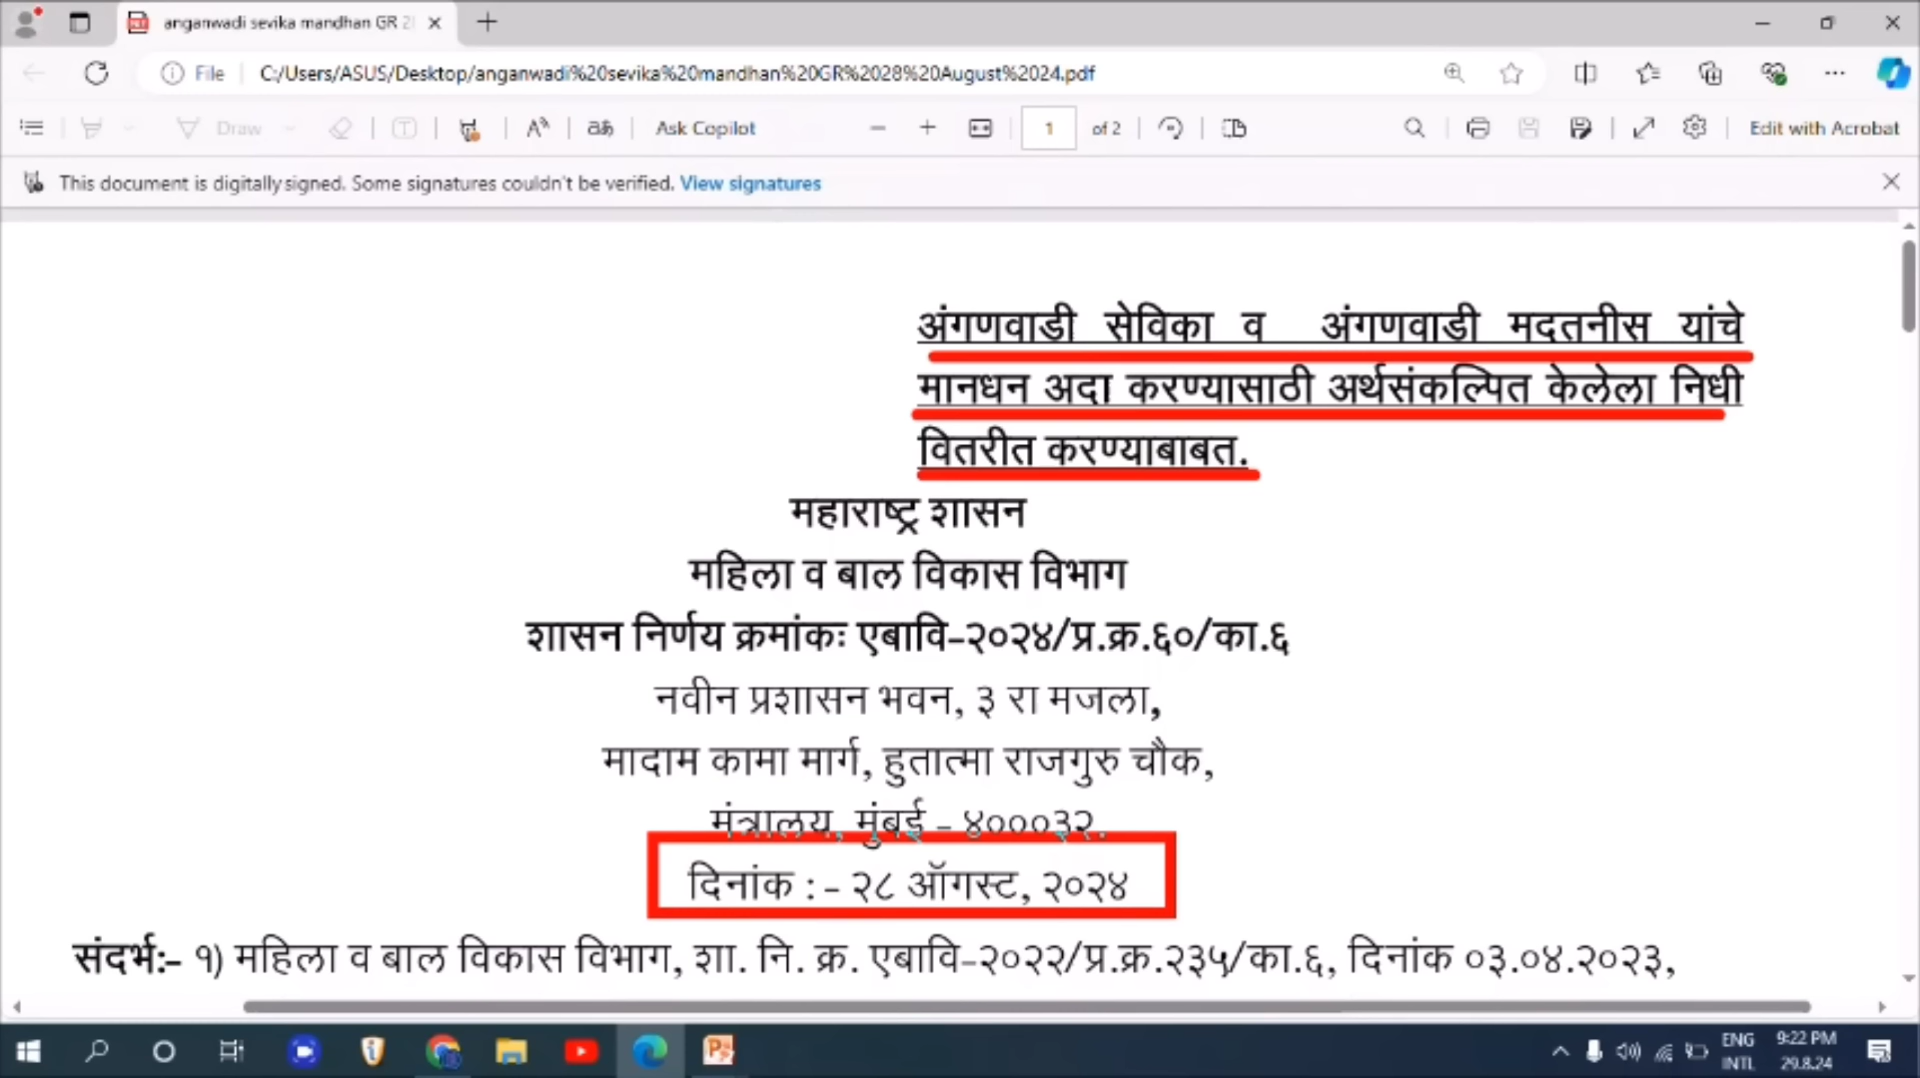 anganwadi sevika mandhan GR 2
File
C:/Users/ASUS/Desktop/anganwadi%20sevika%20mandhan%20GR%2028%20August%2024.pdf
Draw
Ask Copilot
1 of 2
Edit with Acrobat
This document is digitally signed. Some signatures couldn't be verified. View signatures
अंगणवाडी सेविका व अंगणवाडी मदतनीस यांचे
मानधन अदा करण्यासाठी अर्थसंकल्पित केलेला निधी
वितरीत करण्याबाबत.
महाराष्ट्र शासन
महिला व बाल विकास विभाग
शासन निर्णय क्रमांकः एबावि-२०२४/प्र.क्र.६०/का.६
नवीन प्रशासन भवन, ३ रा मजला,
मादाम कामा मार्ग, हुतात्मा राजगुरु चौक,
मंत्रालय, मुंबई - ४०००३२.
दिनांक : - २८ ऑगस्ट, २०२४
संदर्भ:- १) महिला व बाल विकास विभाग, शा. नि. क्र. एबावि-२०२२/प्र.क्र.२३५/का.६, दिनांक ०३.०४.२०२३,
ENG
INTL
9:22 PM
29.8.24